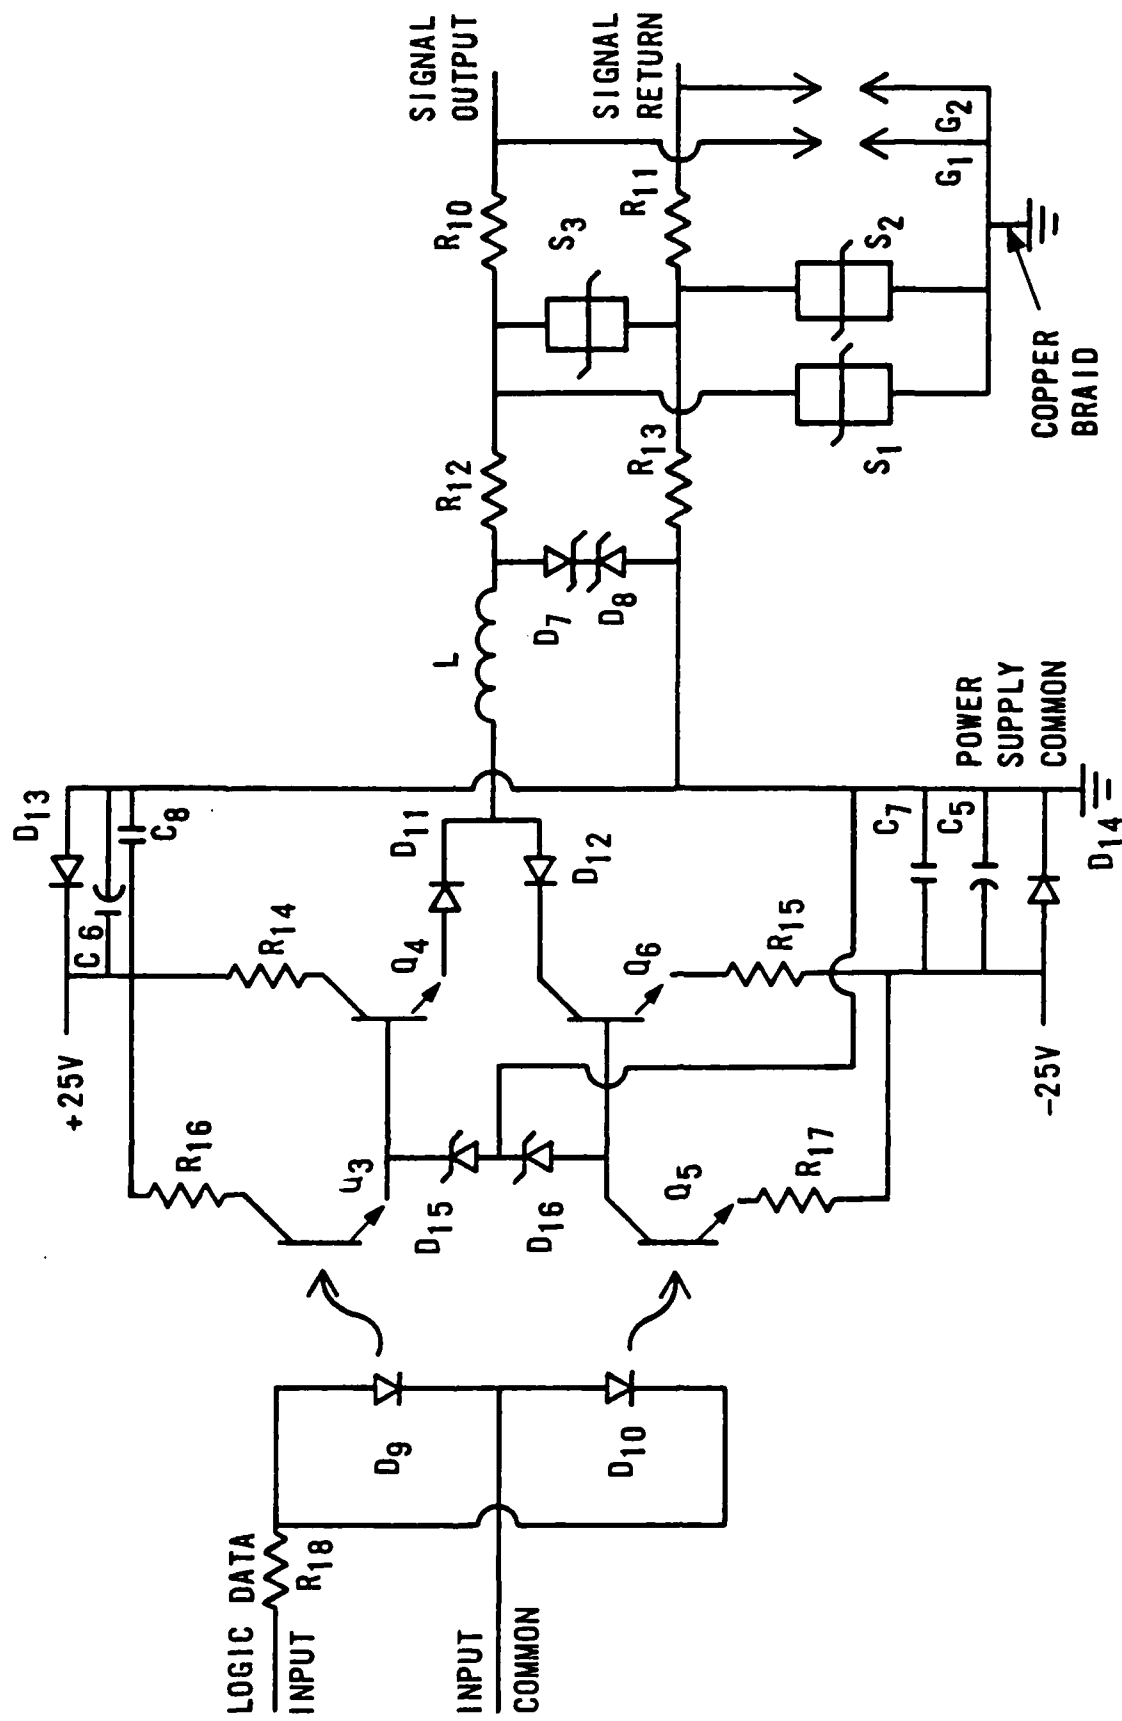 LOGIC DATA
INPUT
R18
INPUT
COMMON
D9
D10
+25V
R16
Q3
D15
D16
Q5
R17
-25V
D13
C6
C8
R14
Q4
D11
D12
Q6
R15
C7
C5
D14
POWER
SUPPLY
COMMON
L
D7
D8
R12
R13
R10
S3
R11
S1
S2
COPPER
BRAID
G1
G2
SIGNAL
OUTPUT
SIGNAL
RETURN